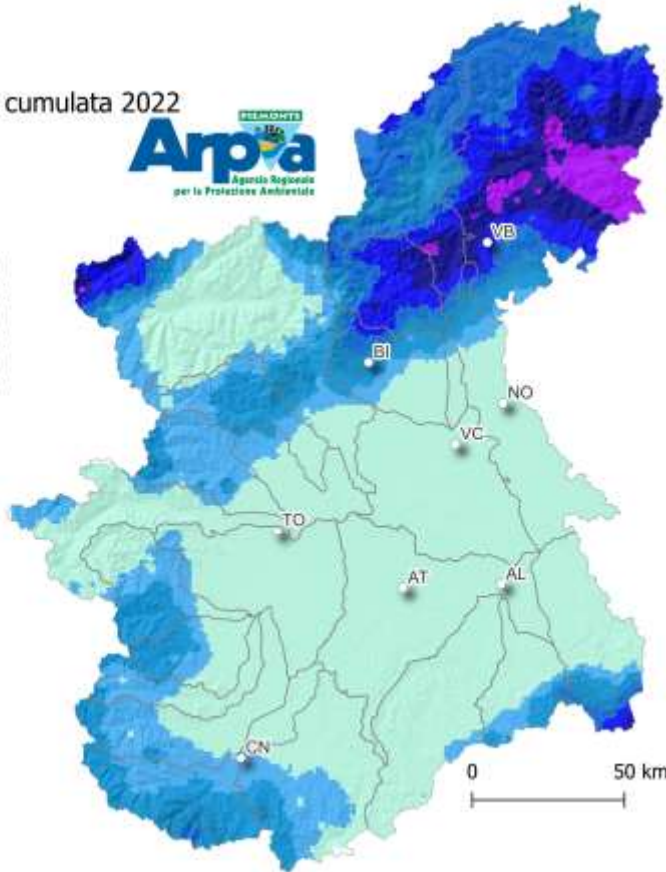 cumulata 2022
PIEMONTE
Arpa
Agenzia Regionale
per la Protezione Ambientale
VB
BI
NO
VC
TO
AT
AL
CN
0 50 km